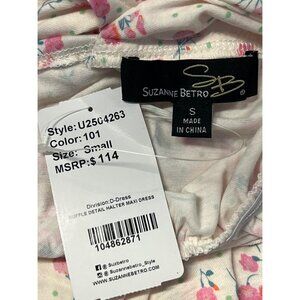 SB
SUZANNE BETRO®
S
MADE
IN CHINA
Style: U2504263
Color: 101
Size: Small
MSRP:$ 114
Division:D-Dress
RUFFLE DETAIL HALTER MAXI DRESS
104862871
@Suzbetro
@Suzannebetro_Style
WWW.SUZANNEBETRO.COM